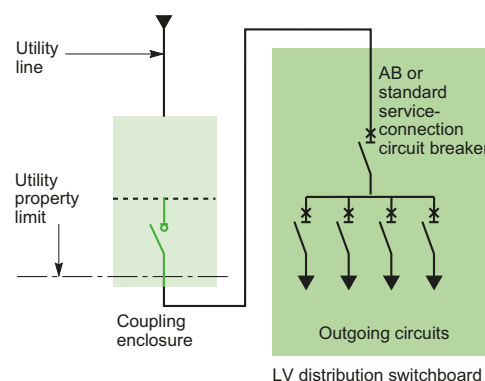 Utility
line
AB or
standard
service-
connection
circuit breaker
Utility
property
limit
Coupling
enclosure
Outgoing circuits
LV distribution switchboard